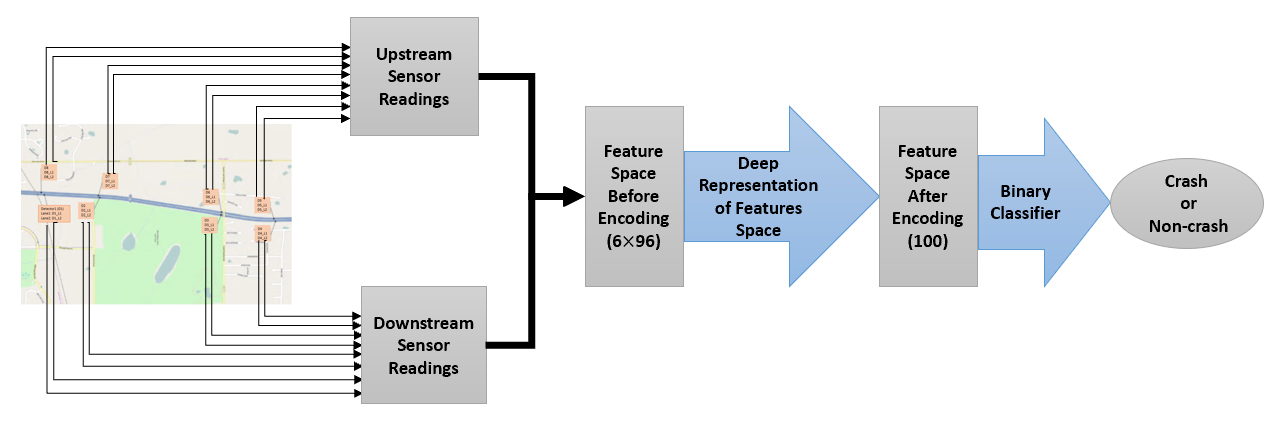 Upstream
Sensor
Readings
Downstream
Sensor
Readings
Feature
Space
Before
Encoding
(6×96)
Deep
Representation
of Features
Space
Feature
Space
After
Encoding
(100)
Binary
Classifier
Crash
or
Non-crash